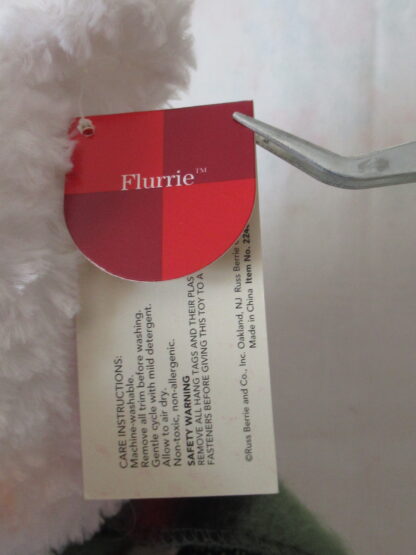 Flurrie™
CARE INSTRUCTIONS:
Machine-washable.
Remove all trim before washing.
Gentle cycle with mild detergent.
Allow to air dry.
Non-toxic, non-allergenic.
SAFETY WARNING
REMOVE ALL HANG TAGS AND THEIR PLAS
FASTENERS BEFORE GIVING THIS TOY TO A
©Russ Berrie and Co., Inc. Oakland, NJ Russ Berrie
Made in China Item No. 224